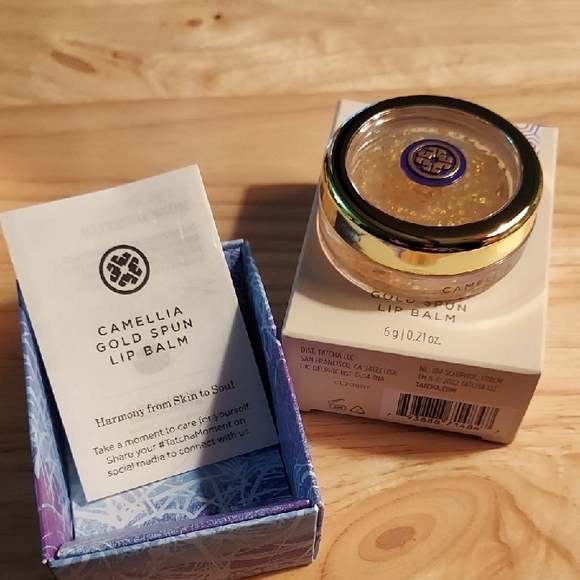 CAMELLIA
GOLD SPUN
LIP BALM
Harmony from Skin to Soul
Take a moment to care for yourself.
Share your #TatchaMoment on
social media to connect with us.
CAMELLIA
GOLD SPUN
LIP BALM
6 g | 0.21 oz.
DIST. TATCHA LLC
SAN FRANCISCO, CA 94123 USA
TATCHA.COM